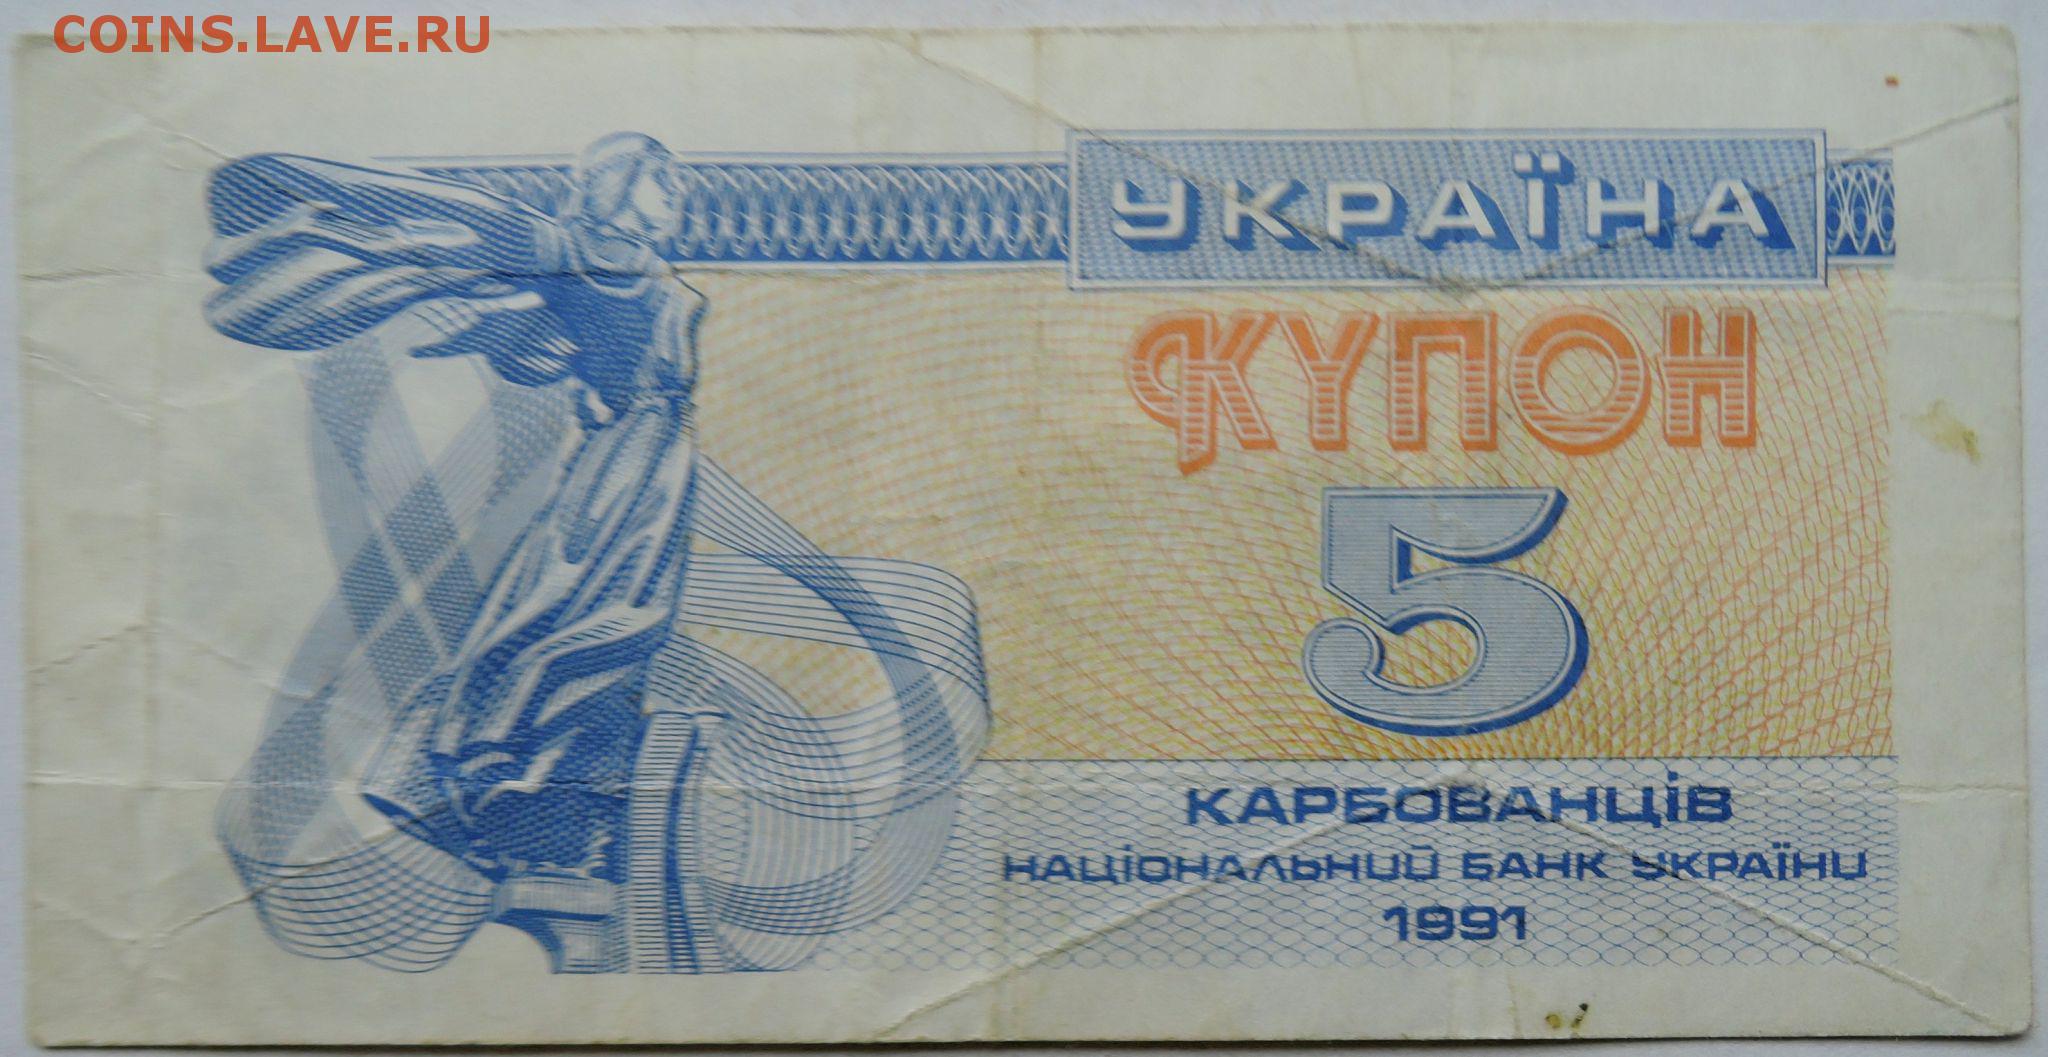 COINS.LAVE.RU
УКРАЇНА
КУПОН
5
КАРБОВАНЦІВ
НАЦІОНАЛЬНИЙ БАНК УКРАЇНИ
1991